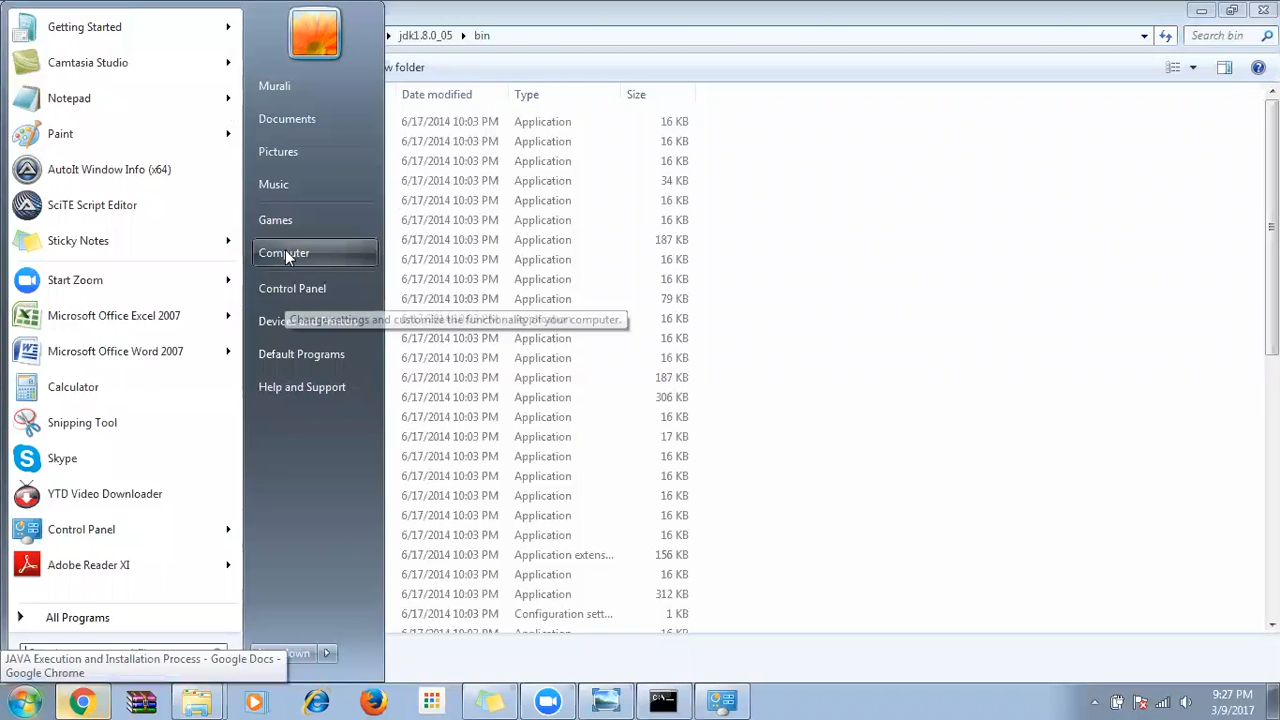 Getting Started
Camtasia Studio
Notepad
Paint
AutoIt Window Info (x64)
SciTE Script Editor
Sticky Notes
Start Zoom
Microsoft Office Excel 2007
Microsoft Office Word 2007
Calculator
Snipping Tool
Skype
YTD Video Downloader
Control Panel
Adobe Reader XI
All Programs
JAVA Execution and Installation Process - Google Docs -
Google Chrome
Murali
Documents
Pictures
Music
Games
Computer
Control Panel
Change settings and customize the functionality of your computer.
Default Programs
Help and Support
jdk1.8.0_05 bin
Search bin
w folder
Date modified Type Size
6/17/2014 10:03 PM Application 16 KB
6/17/2014 10:03 PM Application 16 KB
6/17/2014 10:03 PM Application 16 KB
6/17/2014 10:03 PM Application 34 KB
6/17/2014 10:03 PM Application 16 KB
6/17/2014 10:03 PM Application 16 KB
6/17/2014 10:03 PM Application 187 KB
6/17/2014 10:03 PM Application 16 KB
6/17/2014 10:03 PM Application 16 KB
6/17/2014 10:03 PM Application 79 KB
16 KB
6/17/2014 10:03 PM Application 16 KB
6/17/2014 10:03 PM Application 16 KB
6/17/2014 10:03 PM Application 187 KB
6/17/2014 10:03 PM Application 306 KB
6/17/2014 10:03 PM Application 16 KB
6/17/2014 10:03 PM Application 17 KB
6/17/2014 10:03 PM Application 16 KB
6/17/2014 10:03 PM Application 16 KB
6/17/2014 10:03 PM Application 16 KB
6/17/2014 10:03 PM Application 16 KB
6/17/2014 10:03 PM Application 16 KB
6/17/2014 10:03 PM Application extens... 156 KB
6/17/2014 10:03 PM Application 16 KB
6/17/2014 10:03 PM Application 312 KB
6/17/2014 10:03 PM Configuration sett... 1 KB
6/17/2014 10:03 PM Application 16 KB
9:27 PM
3/9/2017